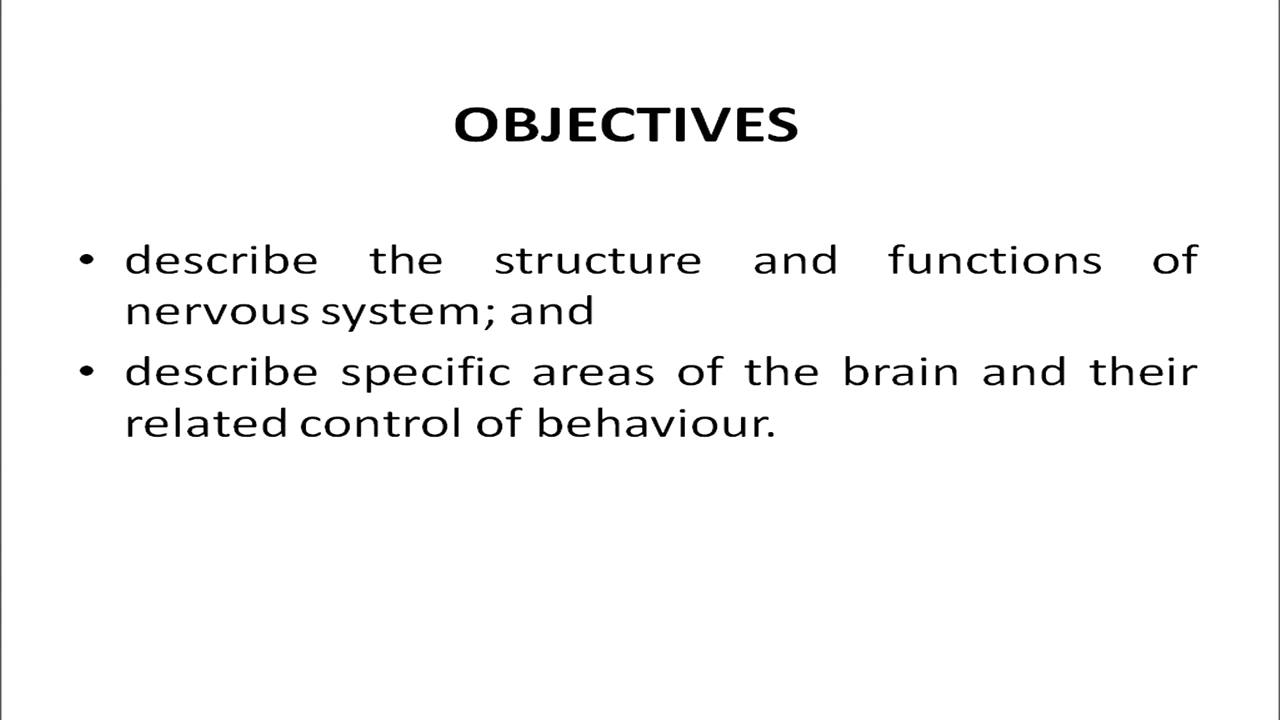 OBJECTIVES
• describe the structure and functions of
nervous system; and
• describe specific areas of the brain and their
related control of behaviour.